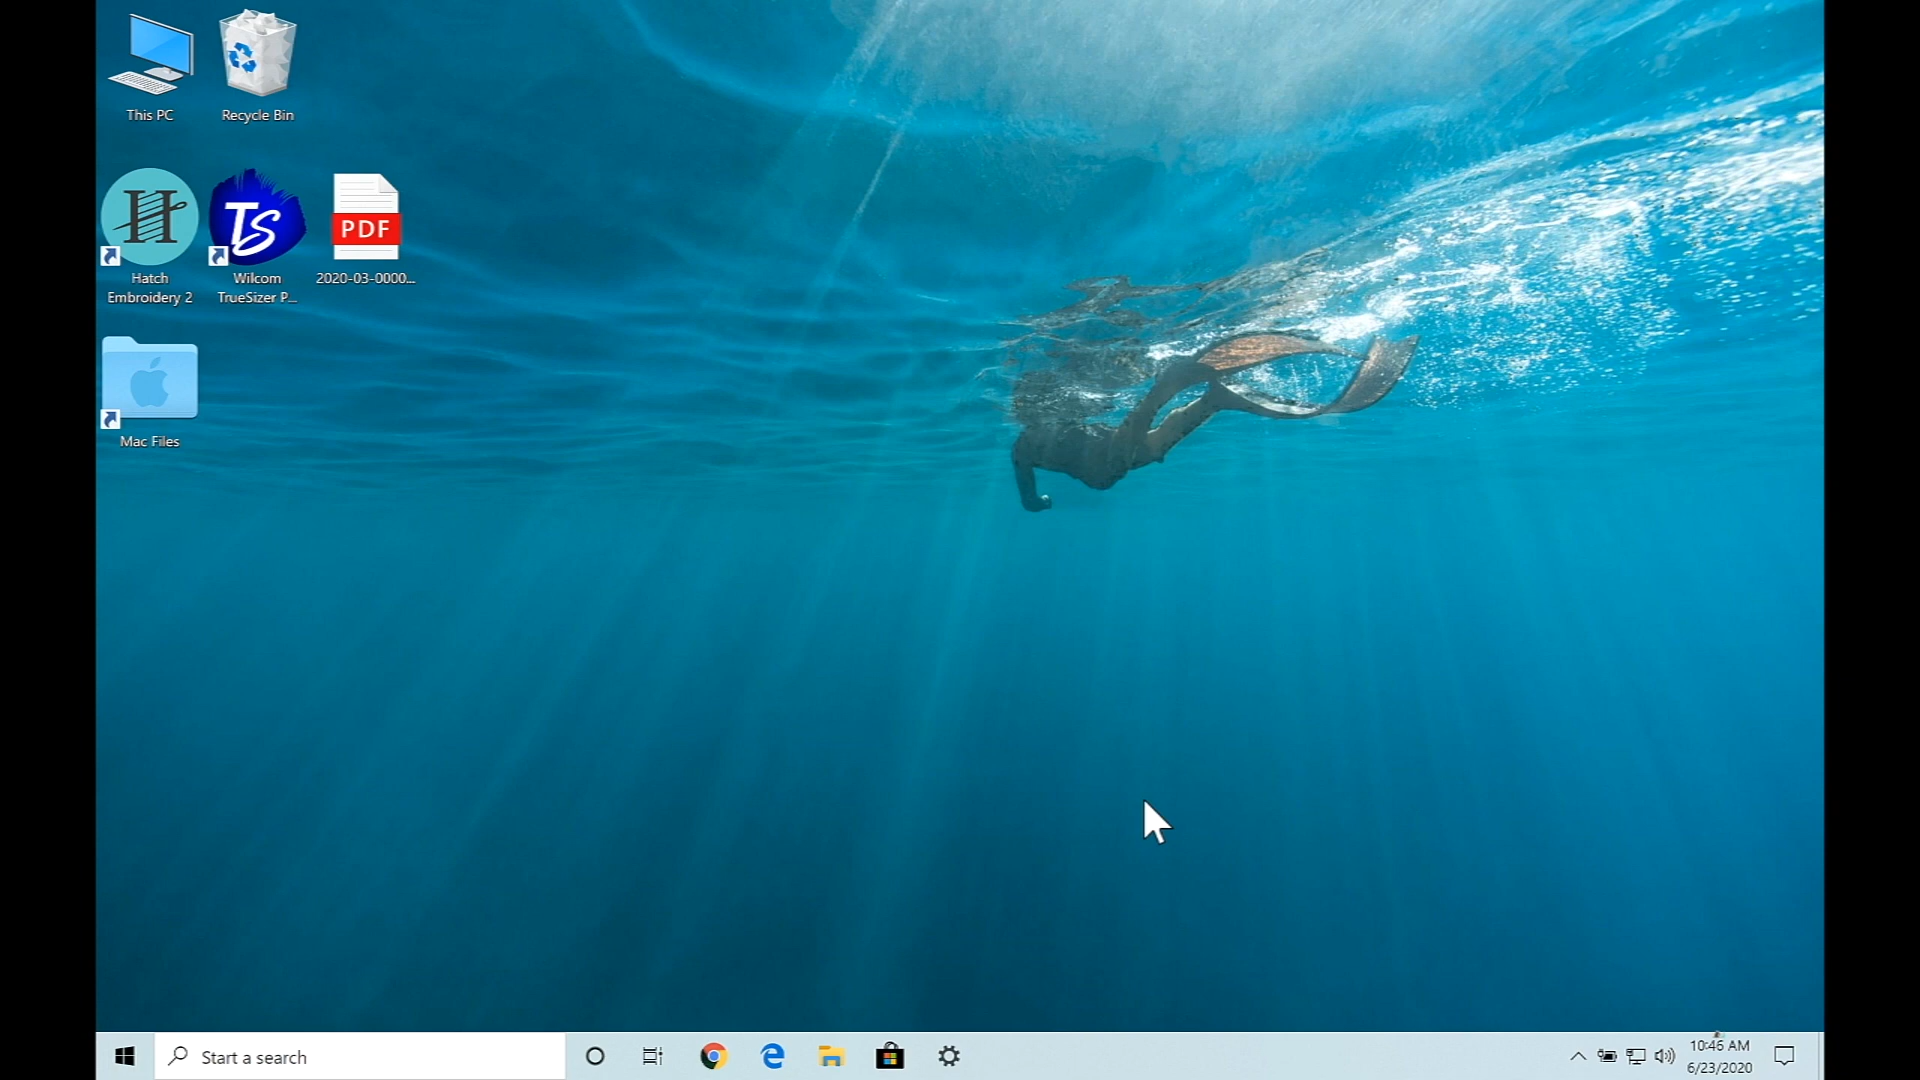 This PC
Recycle Bin
TS
PDF
Hatch
Embroidery 2
Wilcom
TrueSizer P...
2020-03-0000...
Mac Files
Start a search
10:46 AM
6/23/2020